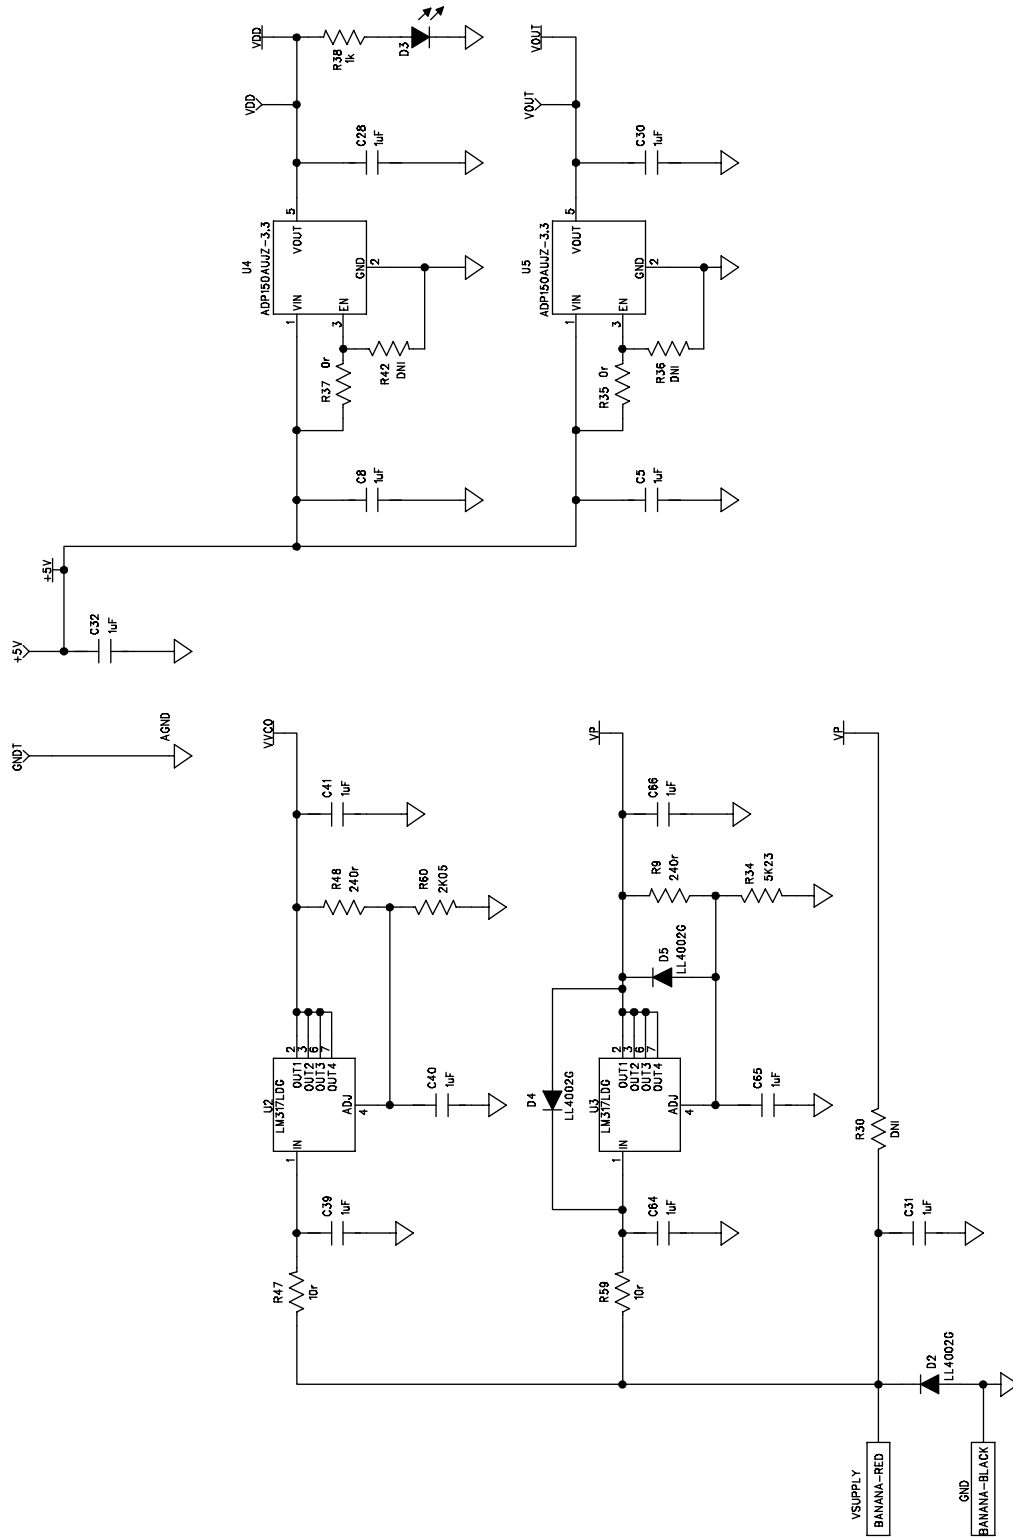 VSUPPLY
BANANA-RED
GND
BANANA-BLACK
D2
LL4002G
R47
10r
C39
1uF
U2
LM317LDG
IN
1
OUT1
OUT2
OUT3
OUT4
2
3
6
7
ADJ
4
C40
1uF
R48
240r
R60
2K05
C41
1uF
VVCO
R59
10r
C64
1uF
D4
LL4002G
U3
LM317LDG
IN
1
OUT1
OUT2
OUT3
OUT4
2
3
6
7
ADJ
4
C65
1uF
D5
LL4002G
R9
240r
R34
5K23
C66
1uF
VP
C31
1uF
R30
DNI
VP
GNDT
AGND
+5V
C32
1uF
+5V
C8
1uF
R37 0r
R42
DNI
U4
ADP150AUJZ-3.3
1
VIN
3
EN
VOUT
5
GND
2
C28
1uF
VDD
VDD
R38
1k
D3
C5
1uF
R35 0r
R36
DNI
U5
ADP150AUJZ-3.3
1
VIN
3
EN
VOUT
5
GND
2
C30
1uF
VOUT
VOUT